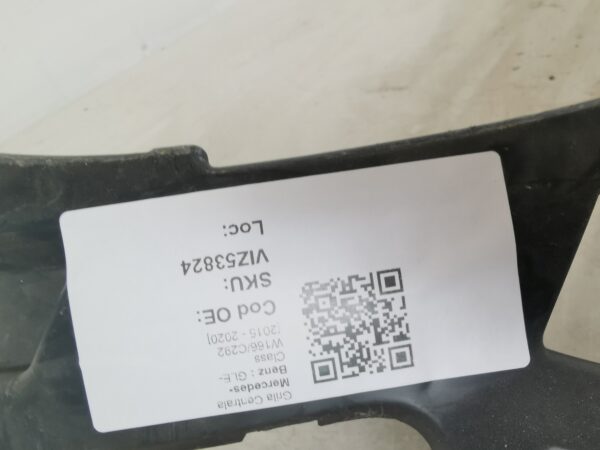 Grila Centrala
Mercedes-
Benz : GLE-
Class
W166/C292
[2015 - 2020]
Cod OE:
SKU:
VIZ53824
Loc: